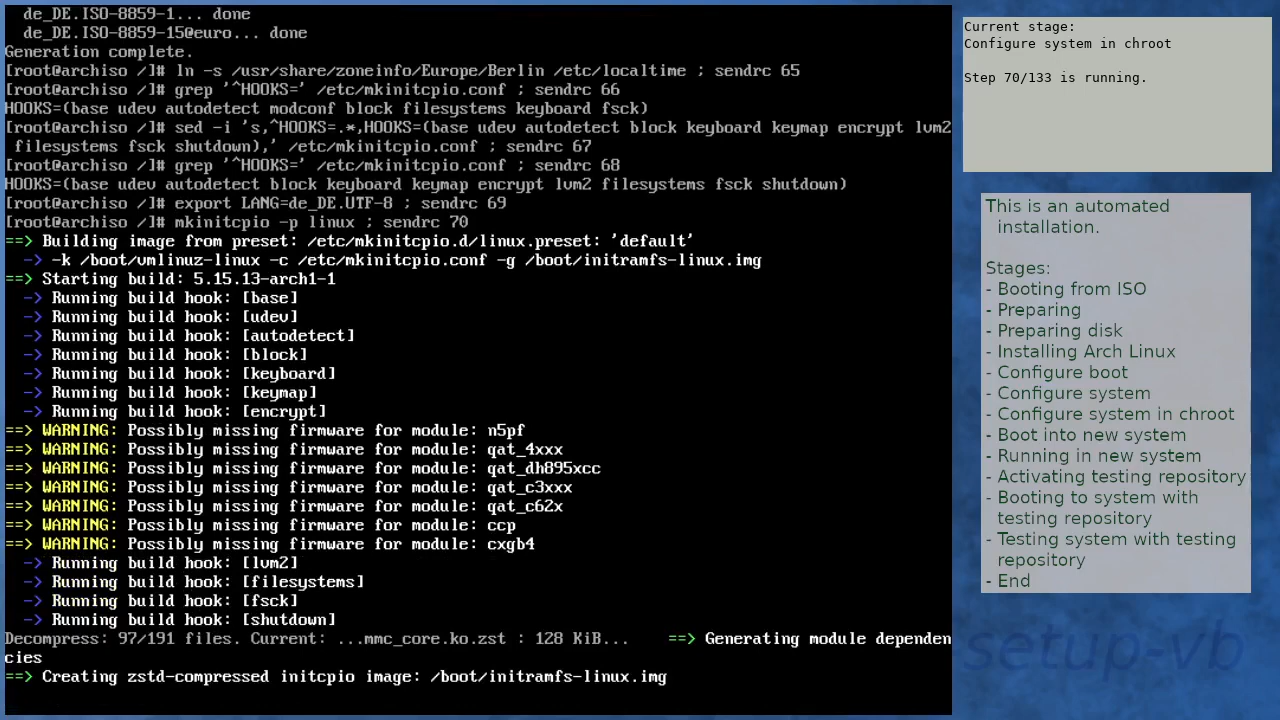 de_DE.ISO-8859-1... done
de_DE.ISO-8859-15@euro... done
Generation complete.
[root@archiso /]# ln -s /usr/share/zoneinfo/Europe/Berlin /etc/localtime ; sendrc 65
[root@archiso /]# grep '^HOOKS=' /etc/mkinitcpio.conf ; sendrc 66
HOOKS=(base udev autodetect modconf block filesystems keyboard fsck)
[root@archiso /]# sed -i 's,^HOOKS=.*,HOOKS=(base udev autodetect block keyboard keymap encrypt lvm2
 filesystems fsck shutdown),' /etc/mkinitcpio.conf ; sendrc 67
[root@archiso /]# grep '^HOOKS=' /etc/mkinitcpio.conf ; sendrc 68
HOOKS=(base udev autodetect block keyboard keymap encrypt lvm2 filesystems fsck shutdown)
[root@archiso /]# export LANG=de_DE.UTF-8 ; sendrc 69
[root@archiso /]# mkinitcpio -p linux ; sendrc 70
==> Building image from preset: /etc/mkinitcpio.d/linux.preset: 'default'
-> -k /boot/vmlinuz-linux -c /etc/mkinitcpio.conf -g /boot/initramfs-linux.img
==> Starting build: 5.15.13-arch1-1
-> Running build hook: [base]
-> Running build hook: [udev]
-> Running build hook: [autodetect]
-> Running build hook: [block]
-> Running build hook: [keyboard]
-> Running build hook: [keymap]
-> Running build hook: [encrypt]
==> WARNING: Possibly missing firmware for module: n5pf
==> WARNING: Possibly missing firmware for module: qat_4xxx
==> WARNING: Possibly missing firmware for module: qat_dh895xcc
==> WARNING: Possibly missing firmware for module: qat_c3xxx
==> WARNING: Possibly missing firmware for module: qat_c62x
==> WARNING: Possibly missing firmware for module: ccp
==> WARNING: Possibly missing firmware for module: cxgb4
-> Running build hook: [lvm2]
-> Running build hook: [filesystems]
-> Running build hook: [fsck]
-> Running build hook: [shutdown]
Decompress: 97/191 files. Current: ...mmc_core.ko.zst : 128 KiB...    ==> Generating module dependen
cies
==> Creating zstd-compressed initcpio image: /boot/initramfs-linux.img
Current stage:
Configure system in chroot
Step 70/133 is running.
This is an automated
installation.
Stages:
- Booting from ISO
- Preparing
- Preparing disk
- Installing Arch Linux
- Configure boot
- Configure system
- Configure system in chroot
- Boot into new system
- Running in new system
- Activating testing repository
- Booting to system with
testing repository
- Testing system with testing
repository
- End
setup-vb